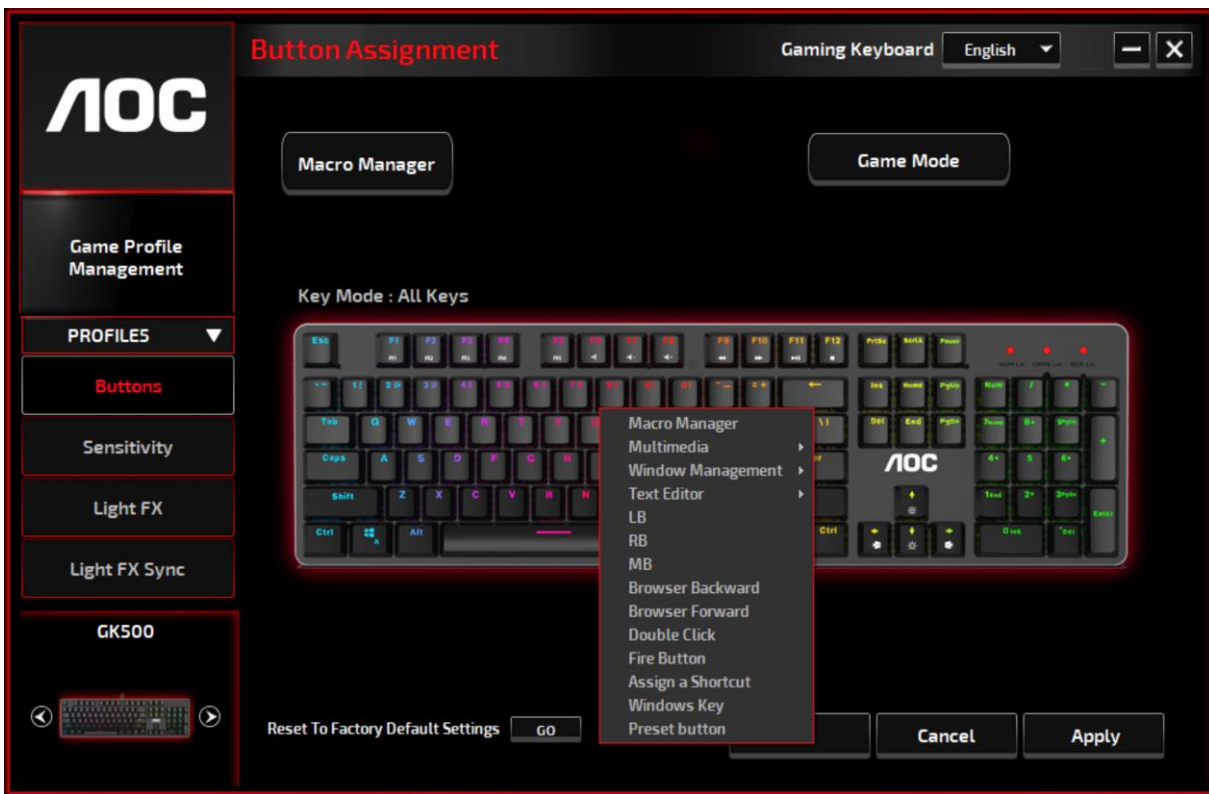 AOC
Button Assignment
Gaming Keyboard
English
Macro Manager
Game Mode
Game Profile
Management
PROFILE5
Buttons
Sensitivity
Light FX
Light FX Sync
GK500
Key Mode : All Keys
Esc F1 F2 F3 F4 F9 F10 F11 F12 PrtSc ScrLk Pause
Ins Home PgUp Num / * -
Tab Q W E R T Y Del End PgDn
Caps A S D F G H AOC 4 5 6
Shift Z X C V B N Enter
Ctrl Alt Ctrl
Macro Manager
Multimedia
Window Management
Text Editor
LB
RB
MB
Browser Backward
Browser Forward
Double Click
Fire Button
Assign a Shortcut
Windows Key
Preset button
Reset To Factory Default Settings
GO
Cancel
Apply